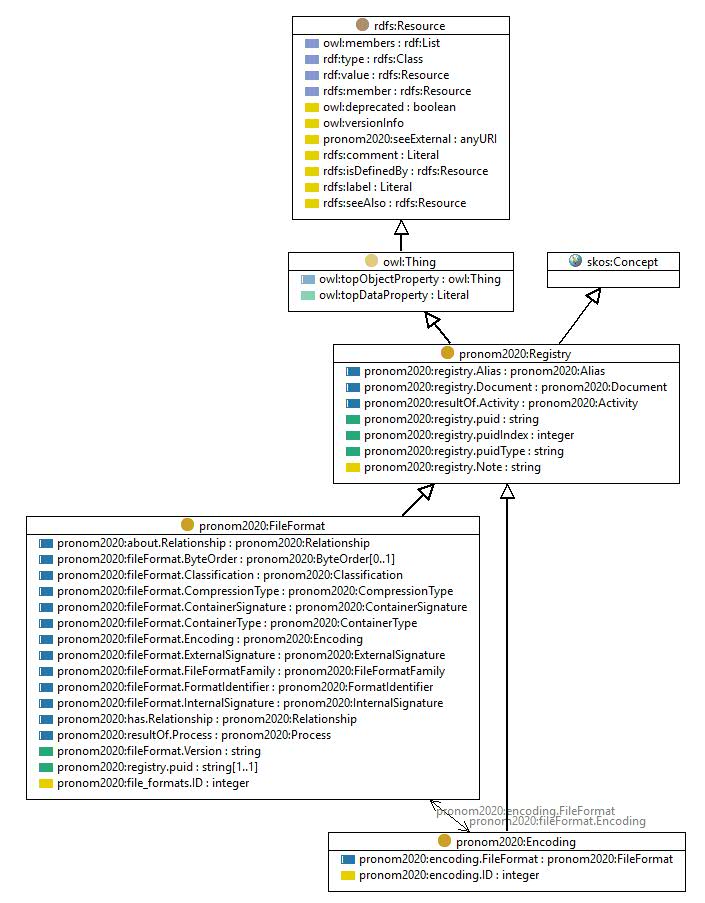 rdfs:Resource
owl:members : rdf:List
rdf:type : rdfs:Class
rdf:value : rdfs:Resource
rdfs:member : rdfs:Resource
owl:deprecated : boolean
owl:versionInfo
pronom2020:seeExternal : anyURI
rdfs:comment : Literal
rdfs:isDefinedBy : rdfs:Resource
rdfs:label : Literal
rdfs:seeAlso : rdfs:Resource
owl:Thing
owl:topObjectProperty : owl:Thing
owl:topDataProperty : Literal
skos:Concept
pronom2020:Registry
pronom2020:registry.Alias : pronom2020:Alias
pronom2020:registry.Document : pronom2020:Document
pronom2020:resultOf.Activity : pronom2020:Activity
pronom2020:registry.puid : string
pronom2020:registry.puidIndex : integer
pronom2020:registry.puidType : string
pronom2020:registry.Note : string
pronom2020:FileFormat
pronom2020:about.Relationship : pronom2020:Relationship
pronom2020:fileFormat.ByteOrder : pronom2020:ByteOrder[0..1]
pronom2020:fileFormat.Classification : pronom2020:Classification
pronom2020:fileFormat.CompressionType : pronom2020:CompressionType
pronom2020:fileFormat.ContainerSignature : pronom2020:ContainerSignature
pronom2020:fileFormat.ContainerType : pronom2020:ContainerType
pronom2020:fileFormat.Encoding : pronom2020:Encoding
pronom2020:fileFormat.ExternalSignature : pronom2020:ExternalSignature
pronom2020:fileFormat.FileFormatFamily : pronom2020:FileFormatFamily
pronom2020:fileFormat.FormatIdentifier : pronom2020:FormatIdentifier
pronom2020:fileFormat.InternalSignature : pronom2020:InternalSignature
pronom2020:has.Relationship : pronom2020:Relationship
pronom2020:resultOf.Process : pronom2020:Process
pronom2020:fileFormat.Version : string
pronom2020:registry.puid : string[1..1]
pronom2020:file_formats.ID : integer
pronom2020:encoding.FileFormat
pronom2020:fileFormat.Encoding
pronom2020:Encoding
pronom2020:encoding.FileFormat : pronom2020:FileFormat
pronom2020:encoding.ID : integer